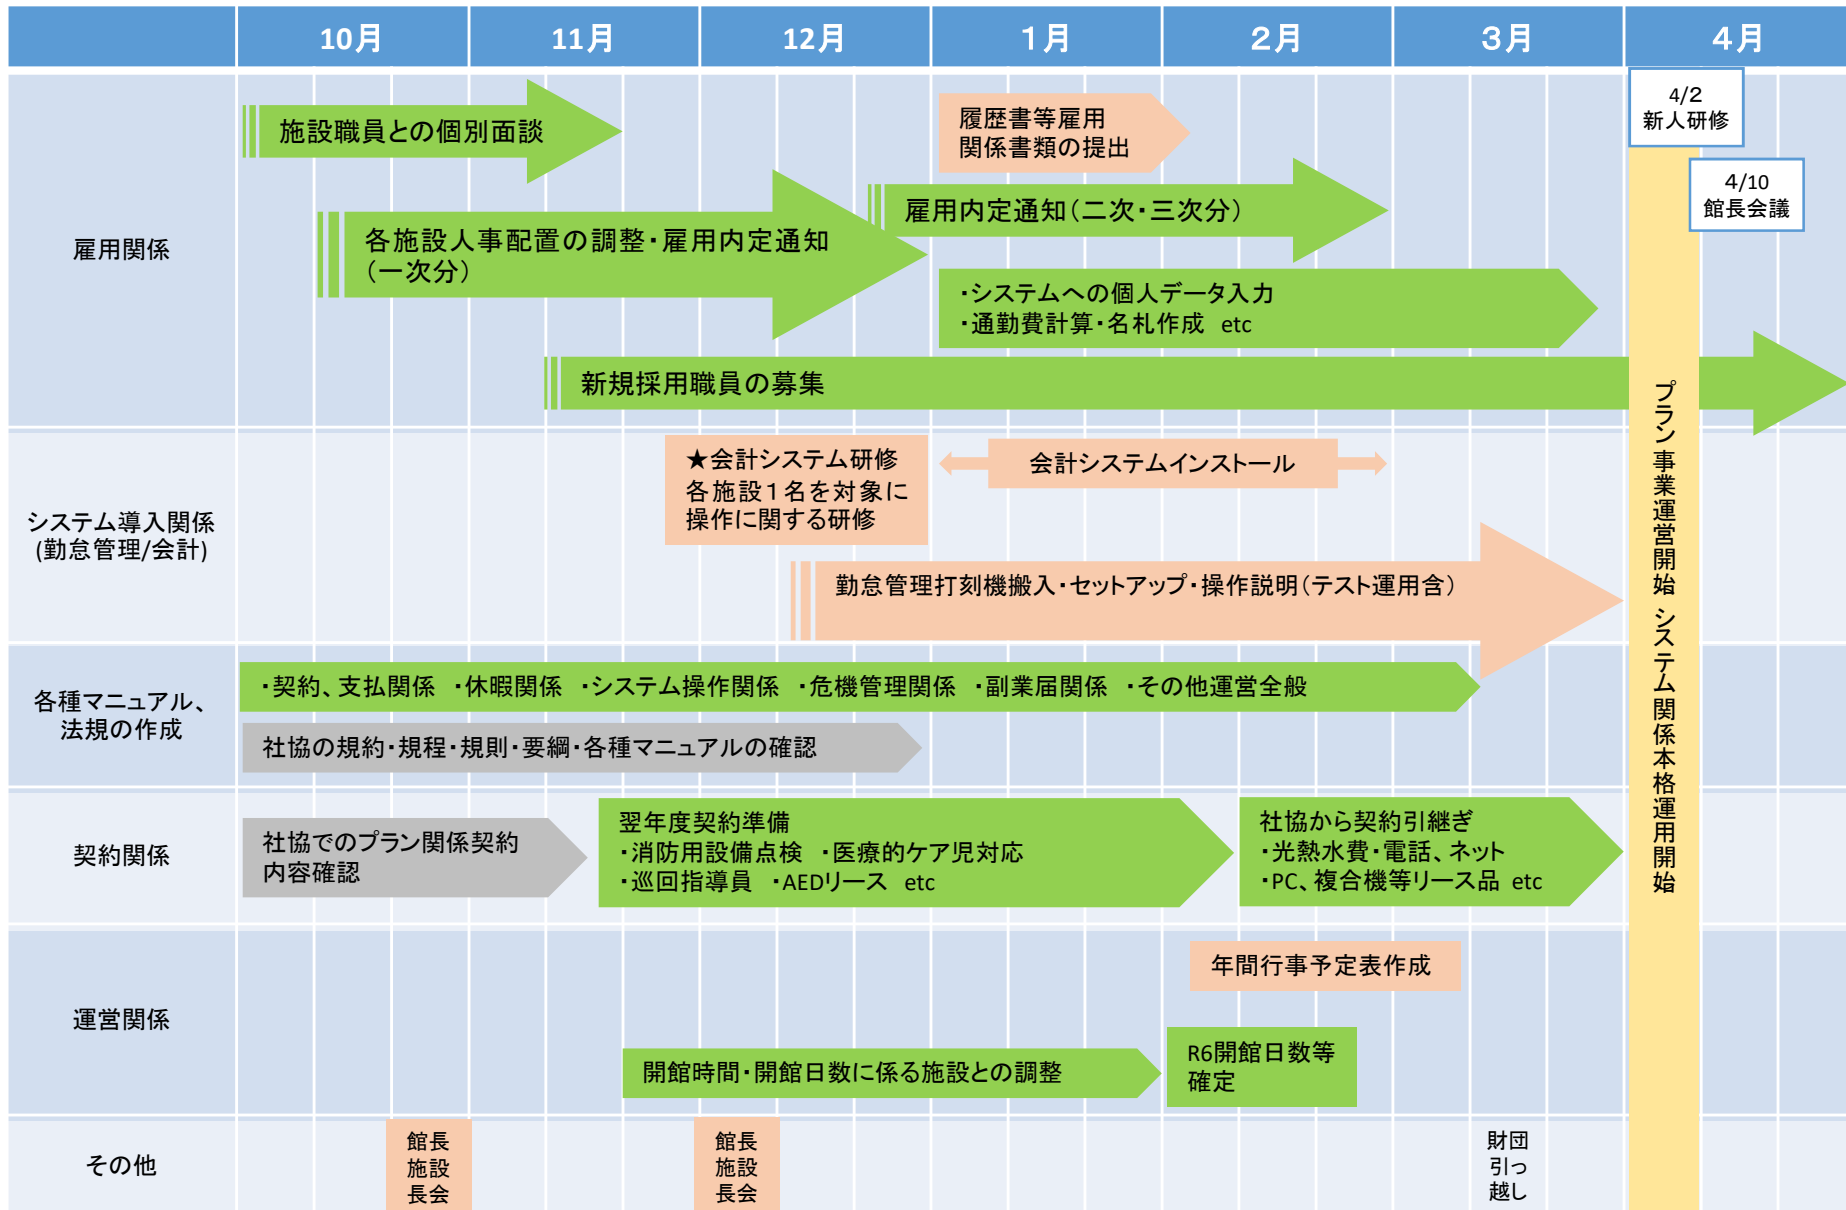 10月
11月
12月
１月
２月
３月
４月
雇用関係
施設職員との個別面談
履歴書等雇用
関係書類の提出
4/2
新人研修
4/10
館長会議
各施設人事配置の調整・雇用内定通知
（一次分）
雇用内定通知（二次・三次分）
・システムへの個人データ入力
・通勤費計算・名札作成 etc
新規採用職員の募集
プラン事業運営開始 システム関係本格運用開始
システム導入関係
(勤怠管理/会計)
★会計システム研修
各施設１名を対象に
操作に関する研修
会計システムインストール
勤怠管理打刻機搬入・セットアップ・操作説明（テスト運用含）
各種マニュアル、
法規の作成
・契約、支払関係 ・休暇関係 ・システム操作関係 ・危機管理関係 ・副業届関係 ・その他運営全般
社協の規約・規程・規則・要綱・各種マニュアルの確認
契約関係
社協でのプラン関係契約
内容確認
翌年度契約準備
・消防用設備点検 ・医療的ケア児対応
・巡回指導員 ・AEDリース etc
社協から契約引継ぎ
・光熱水費・電話、ネット
・PC、複合機等リース品 etc
運営関係
年間行事予定表作成
開館時間・開館日数に係る施設との調整
R6開館日数等
確定
その他
館長
施設
長会
館長
施設
長会
財団
引っ
越し